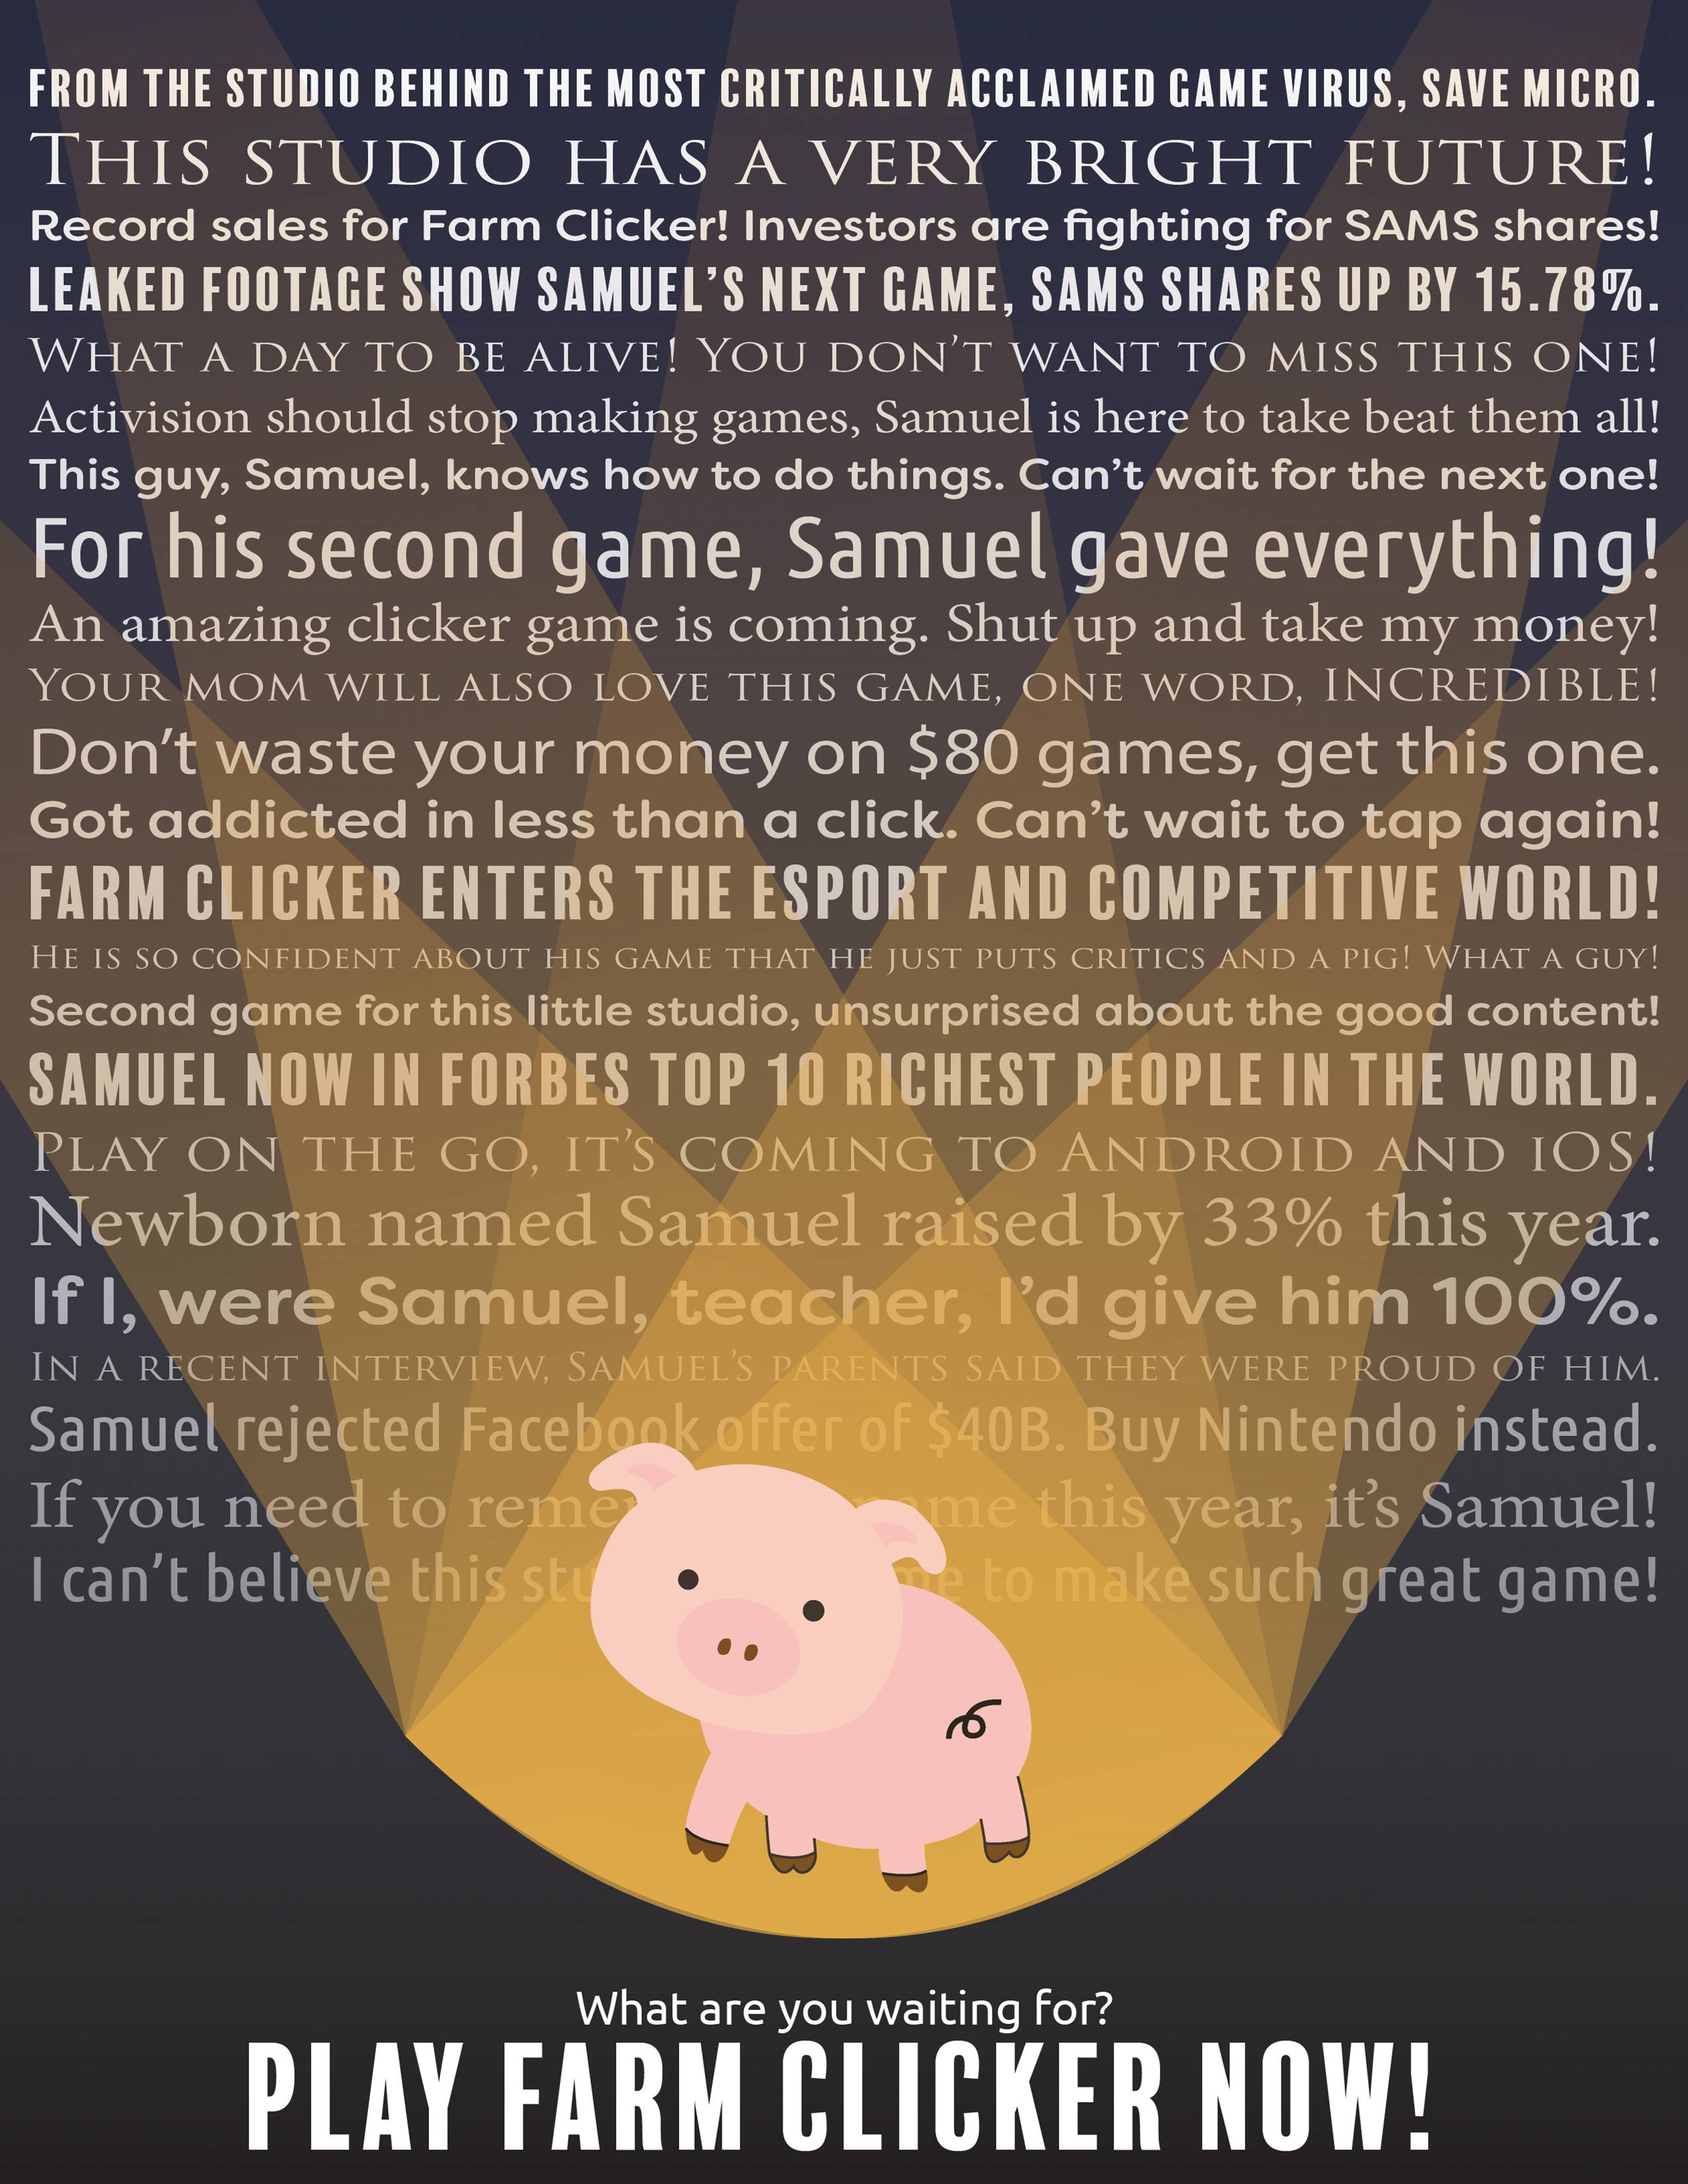 FROM THE STUDIO BEHIND THE MOST CRITICALLY ACCLAIMED GAME VIRUS, SAVE MICRO.
THIS STUDIO HAS A VERY BRIGHT FUTURE!
Record sales for Farm Clicker! Investors are fighting for SAMS shares!
LEAKED FOOTAGE SHOW SAMUEL’S NEXT GAME, SAMS SHARES UP BY 15.78%.
WHAT A DAY TO BE ALIVE! YOU DON’T WANT TO MISS THIS ONE!
Activision should stop making games, Samuel is here to take beat them all!
This guy, Samuel, knows how to do things. Can’t wait for the next one!
For his second game, Samuel gave everything!
An amazing clicker game is coming. Shut up and take my money!
YOUR MOM WILL ALSO LOVE THIS GAME, ONE WORD, INCREDIBLE!
Don’t waste your money on $80 games, get this one.
Got addicted in less than a click. Can’t wait to tap again!
FARM CLICKER ENTERS THE ESPORT AND COMPETITIVE WORLD!
HE IS SO CONFIDENT ABOUT HIS GAME THAT HE JUST PUTS CRITICS AND A PIG! WHAT A GUY!
Second game for this little studio, unsurprised about the good content!
SAMUEL NOW IN FORBES TOP 10 RICHEST PEOPLE IN THE WORLD.
PLAY ON THE GO, IT’S COMING TO ANDROID AND IOS!
Newborn named Samuel raised by 33% this year.
If I, were Samuel, teacher, I’d give him 100%.
IN A RECENT INTERVIEW, SAMUEL’S PARENTS SAID THEY WERE PROUD OF HIM.
Samuel rejected Facebook offer of $40B. Buy Nintendo instead.
If you need to this year, it’s Samuel!
I can’t believe this to make such great game!
What are you waiting for?
PLAY FARM CLICKER NOW!